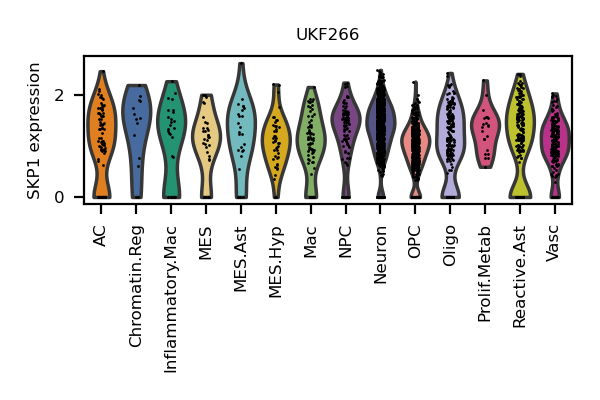 UKF266
SKP1 expression
2
0
AC
Chromatin.Reg
Inflammatory.Mac
MES
MES.Ast
MES.Hyp
Mac
NPC
Neuron
OPC
Oligo
Prolif.Metab
Reactive.Ast
Vasc